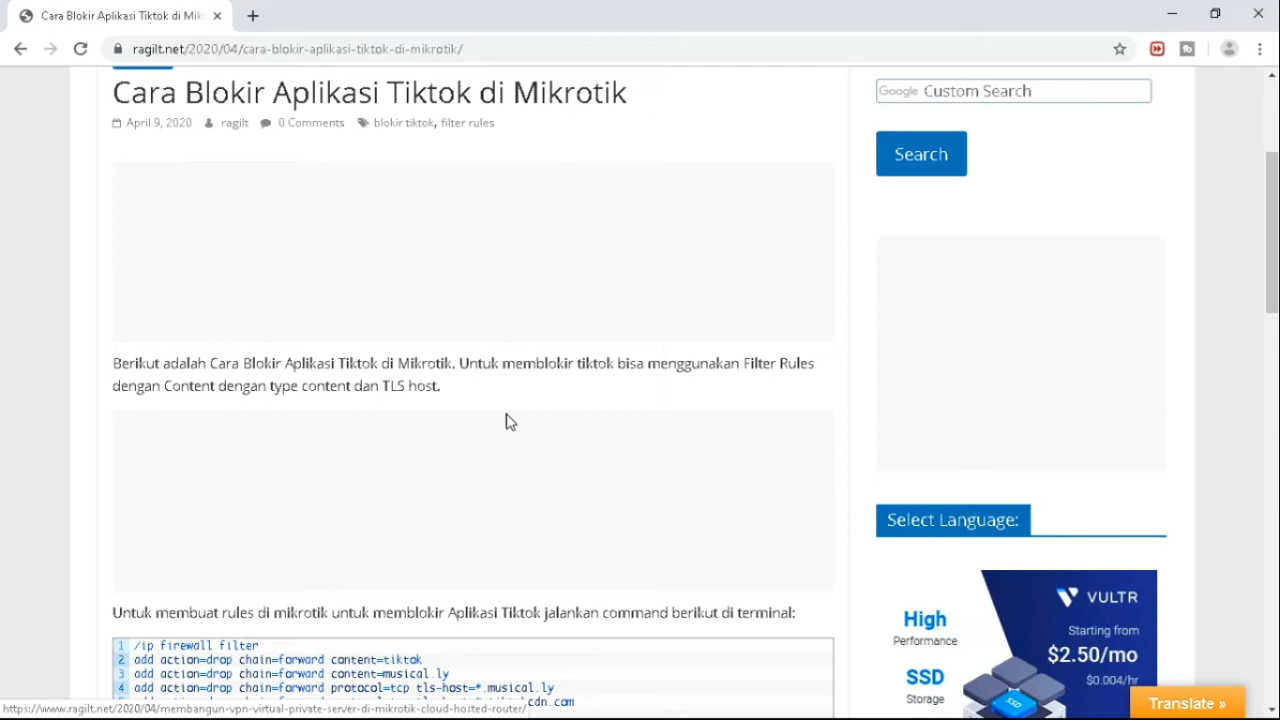 Cara Blokir Aplikasi Tiktok di Mik
ragilt.net/2020/04/cara-blokir-aplikasi-tiktok-di-mikrotik/
Cara Blokir Aplikasi Tiktok di Mikrotik
April 9, 2020 ragilt 0 Comments blokir tiktok, filter rules
Google Custom Search
Search
Berikut adalah Cara Blokir Aplikasi Tiktok di Mikrotik. Untuk memblokir tiktok bisa menggunakan Filter Rules
dengan Content dengan type content dan TLS host.
Select Language:
Untuk membuat rules di mikrotik untuk memblokir Aplikasi Tiktok jalankan command berikut di terminal:
1 /ip firewall filter
2 add action=drop chain=forward content=tiktok
3 add action=drop chain=forward content=musical.ly
4 add action=drop chain=forward protocol=tcp tls-host=*.musical.ly
cdn.com
VULTR
High
Performance
SSD
Storage
Starting from
$2.50/mo
$0.004/hr
SSD
Translate »
https://www.ragilt.net/2020/04/membangun-vpn-virtual-private-server-di-mikrotik-cloud-hosted-router/